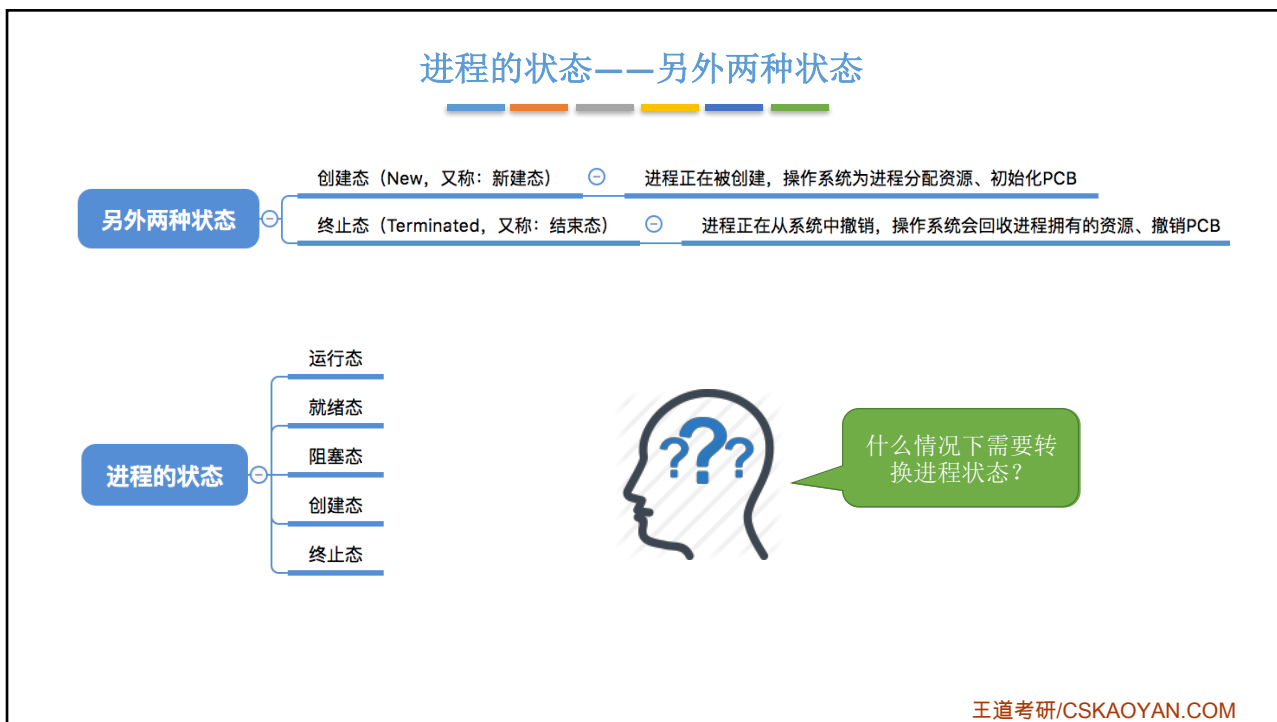 进程的状态——另外两种状态
另外两种状态
创建态（New，又称：新建态）
进程正在被创建，操作系统为进程分配资源、初始化PCB
终止态（Terminated，又称：结束态）
进程正在从系统中撤销，操作系统会回收进程拥有的资源、撤销PCB
进程的状态
运行态
就绪态
阻塞态
创建态
终止态
???
什么情况下需要转
换进程状态？
王道考研/CSKAOYAN.COM